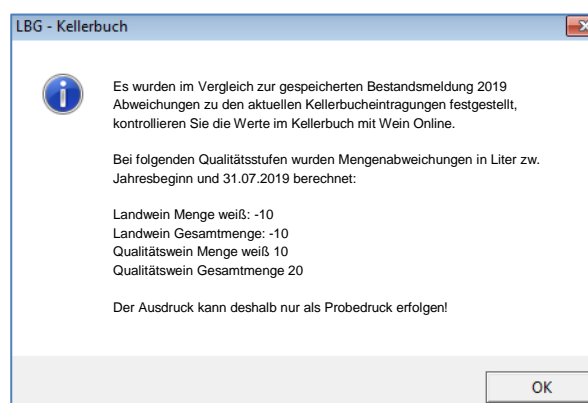 LBG - Kellerbuch
Es wurden im Vergleich zur gespeicherten Bestandsmeldung 2019
Abweichungen zu den aktuellen Kellerbucheintragungen festgestellt,
kontrollieren Sie die Werte im Kellerbuch mit Wein Online.
Bei folgenden Qualitätsstufen wurden Mengenabweichungen in Liter zw.
Jahresbeginn und 31.07.2019 berechnet:
Landwein Menge weiß: -10
Landwein Gesamtmenge: -10
Qualitätswein Menge weiß 10
Qualitätswein Gesamtmenge 20
Der Ausdruck kann deshalb nur als Probedruck erfolgen!
OK